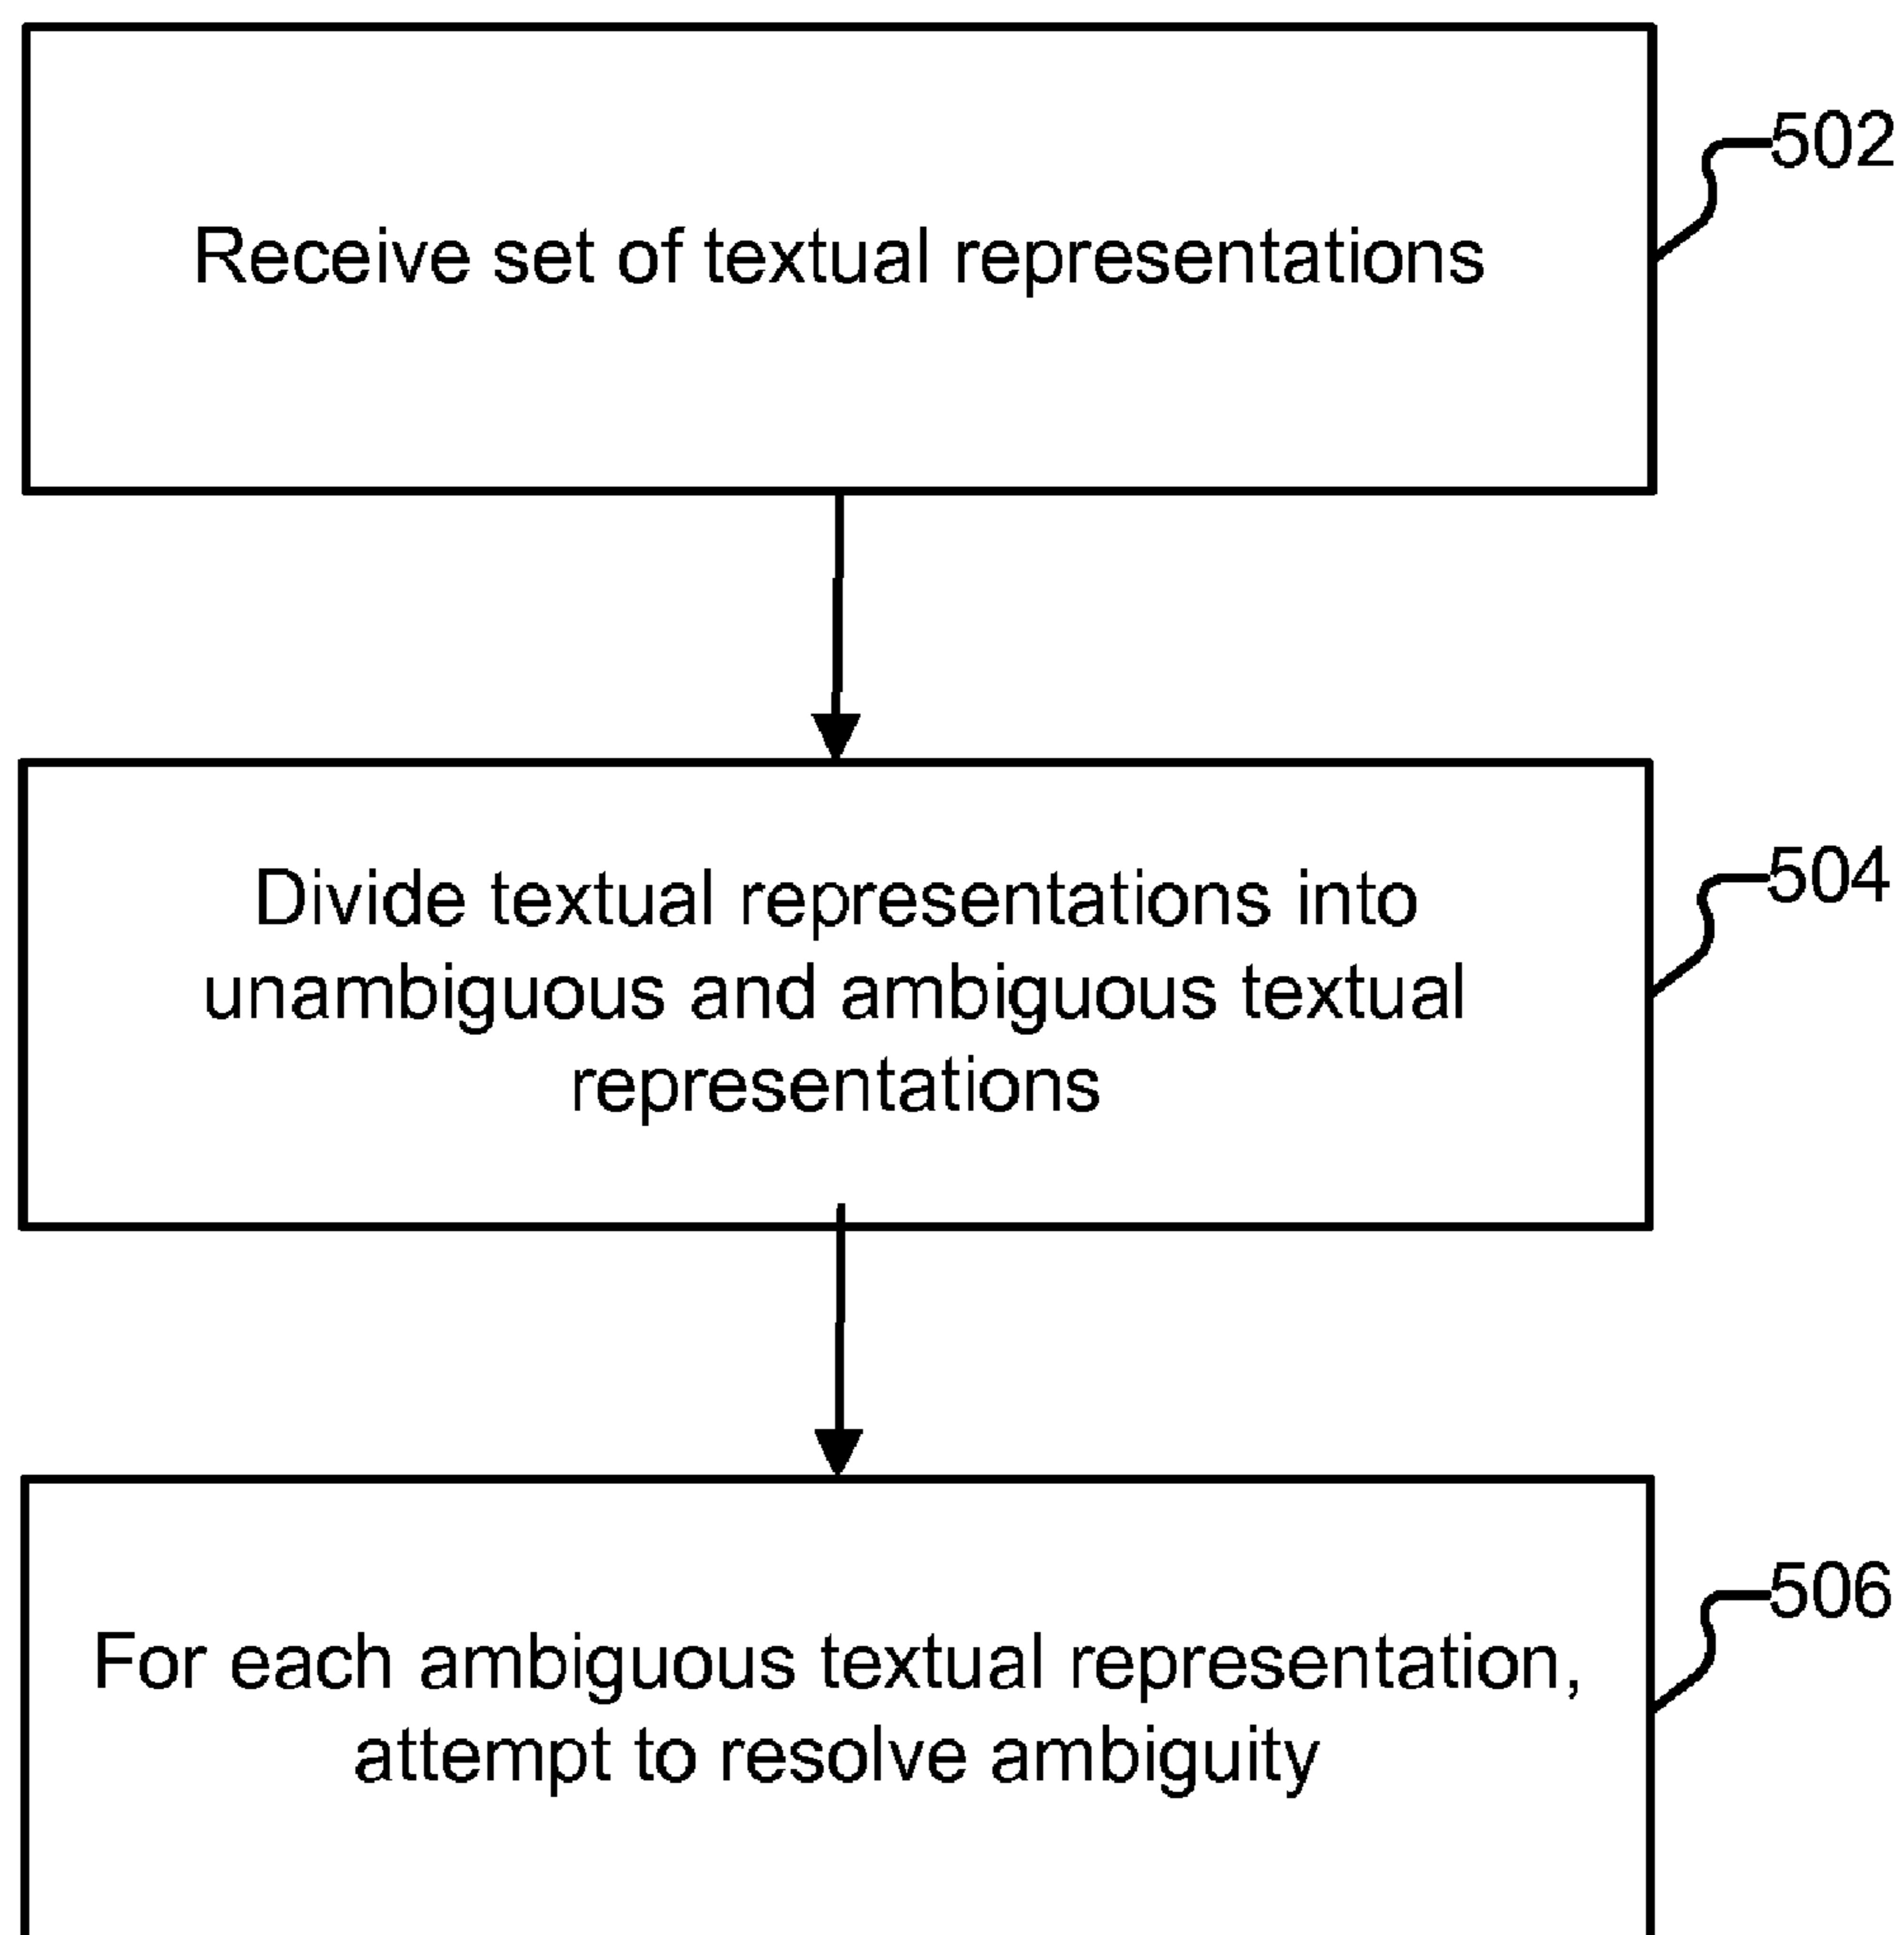 Receive set of textual representations
502
Divide textual representations into
unambiguous and ambiguous textual
representations
504
For each ambiguous textual representation,
attempt to resolve ambiguity
506